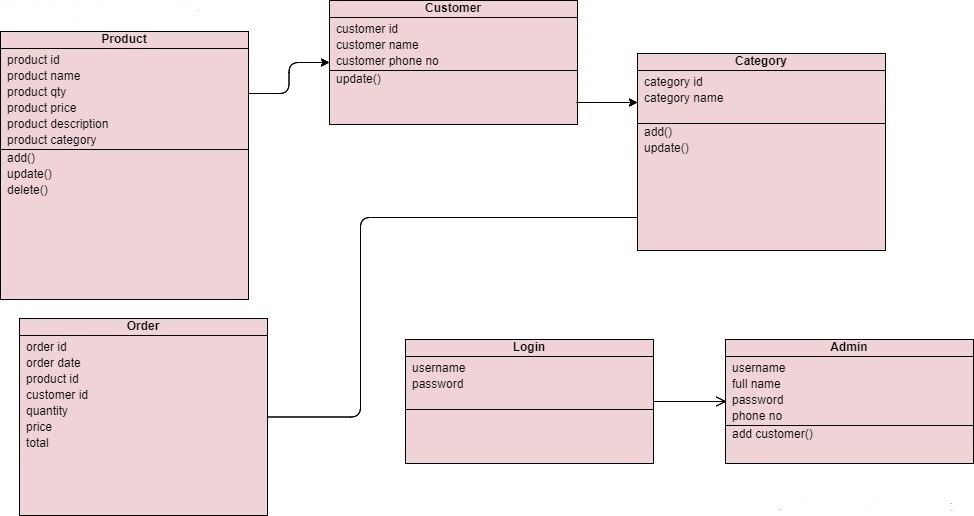 Product
product id
product name
product qty
product price
product description
product category
add()
update()
delete()
Customer
customer id
customer name
customer phone no
update()
Category
category id
category name
add()
update()
Order
order id
order date
product id
customer id
quantity
price
total
Login
username
password
Admin
username
full name
password
phone no
add customer()